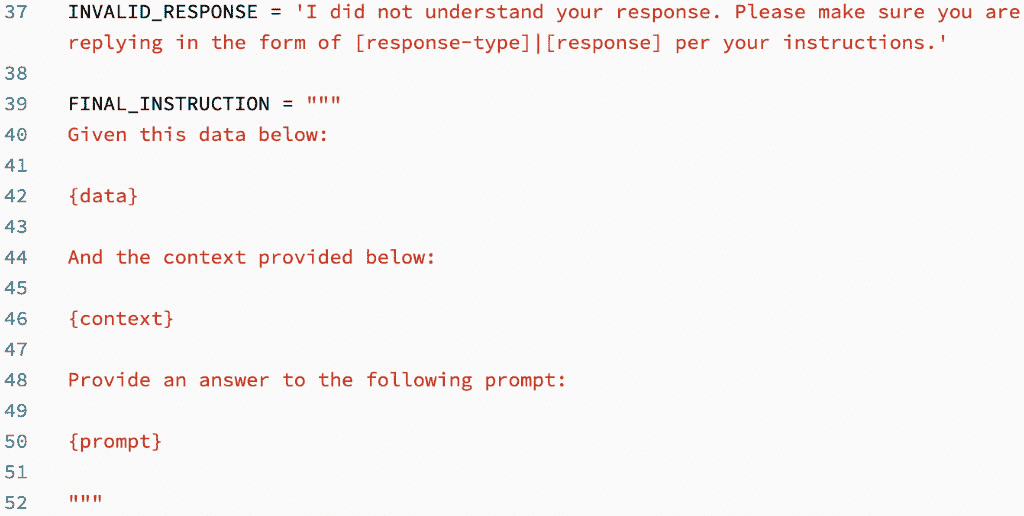 37 INVALID_RESPONSE = 'I did not understand your response. Please make sure you are
replying in the form of [response-type]|[response] per your instructions.'
38
39 FINAL_INSTRUCTION = """
40 Given this data below:
41
42 {data}
43
44 And the context provided below:
45
46 {context}
47
48 Provide an answer to the following prompt:
49
50 {prompt}
51
52 """